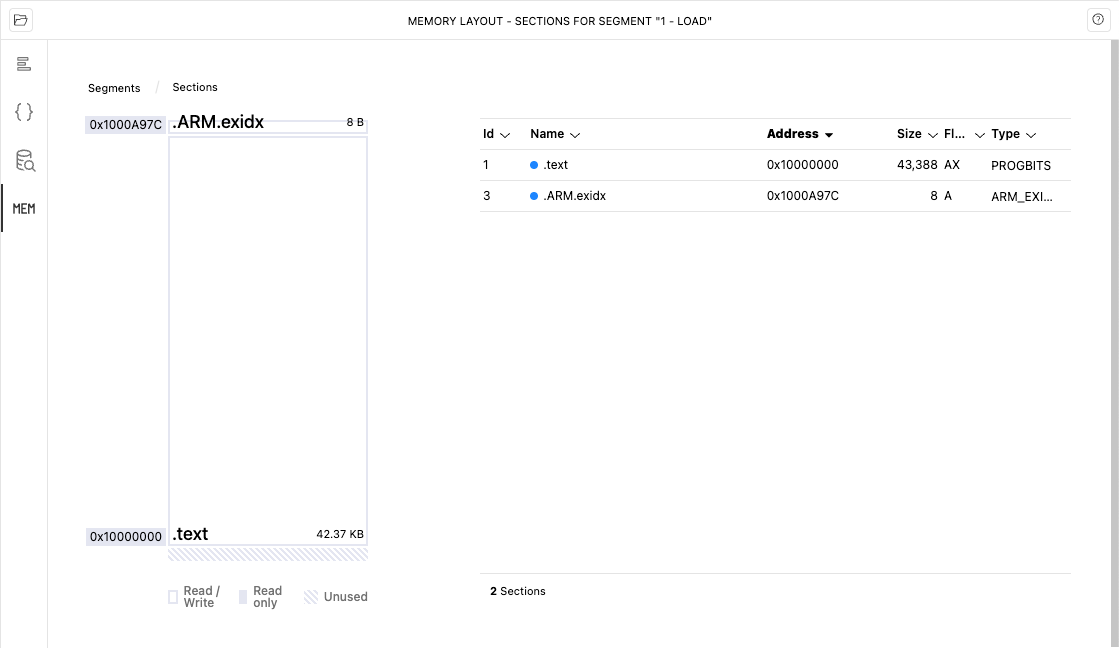 MEMORY LAYOUT - SECTIONS FOR SEGMENT "1 - LOAD"
MEM
Segments / Sections
0x1000A97C .ARM.exidx 8 B
0x10000000 .text 42.37 KB
Read / Write
Read only
Unused
Id Name Address Size Fl... Type
1 .text 0x10000000 43,388 AX PROGBITS
3 .ARM.exidx 0x1000A97C 8 A ARM_EXI...
2 Sections